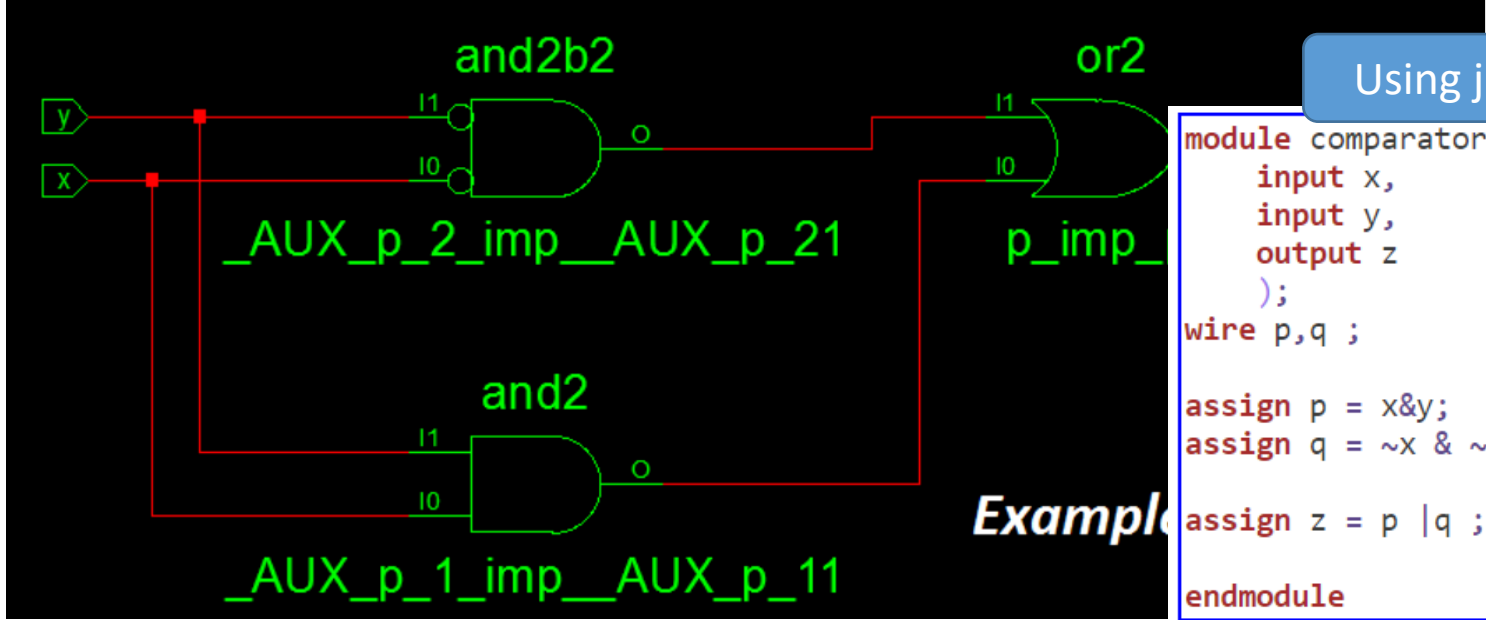 and2b2
or2
Using j
y
I1
O
I1
x
I0
I0
_AUX_p_2_imp__AUX_p_21
p_imp_
and2
I1
O
I0
_AUX_p_1_imp__AUX_p_11
Example
module comparator
input x,
input y,
output z
);
wire p,q ;
assign p = x&y;
assign q = ~x & ~
assign z = p |q ;
endmodule